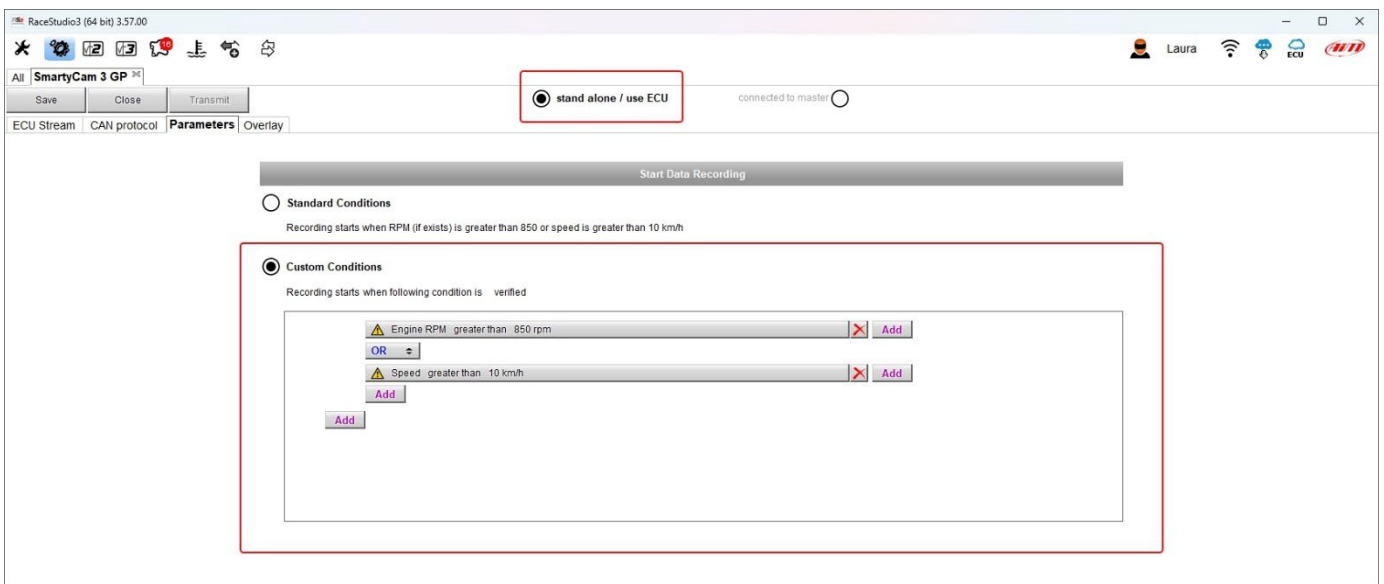 RaceStudio3 (64 bit) 3.57.00
16 Laura ECU AIM
All SmartyCam 3 GP
Save Close Transmit stand alone / use ECU connected to master
ECU Stream CAN protocol Parameters Overlay
Start Data Recording
Standard Conditions
Recording starts when RPM (if exists) is greater than 850 or speed is greater than 10 km/h
Custom Conditions
Recording starts when following condition is verified
Engine RPM greater than 850 rpm Add
OR
Speed greater than 10 km/h Add
Add
Add